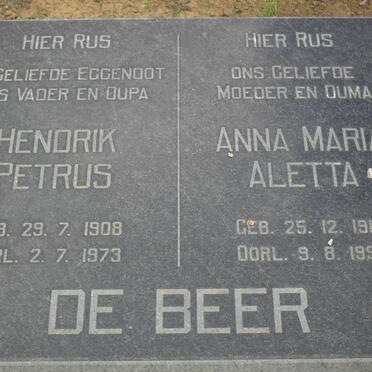 HIER RUS
GELIEFDE EGGENOOT
VADER EN OUPA
HENDRIK
PETRUS
29. 7. 1908
2. 7. 1973
HIER RUS
ONS GELIEFDE
MOEDER EN OUMA
ANNA MARIA
ALETTA
GEB. 25. 12.
OORL. 9. 8.
DE BEER